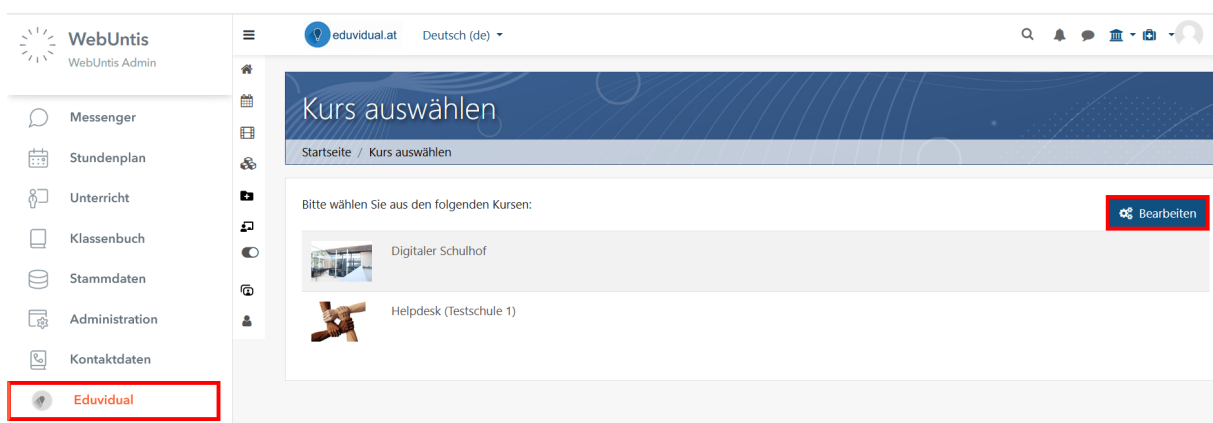 WebUntis
WebUntis Admin
Messenger
Stundenplan
Unterricht
Klassenbuch
Stammdaten
Administration
Kontaktdaten
Eduvidual
eduvidual.at Deutsch (de)
Kurs auswählen
Startseite / Kurs auswählen
Bitte wählen Sie aus den folgenden Kursen:
Bearbeiten
Digitaler Schulhof
Helpdesk (Testschule 1)